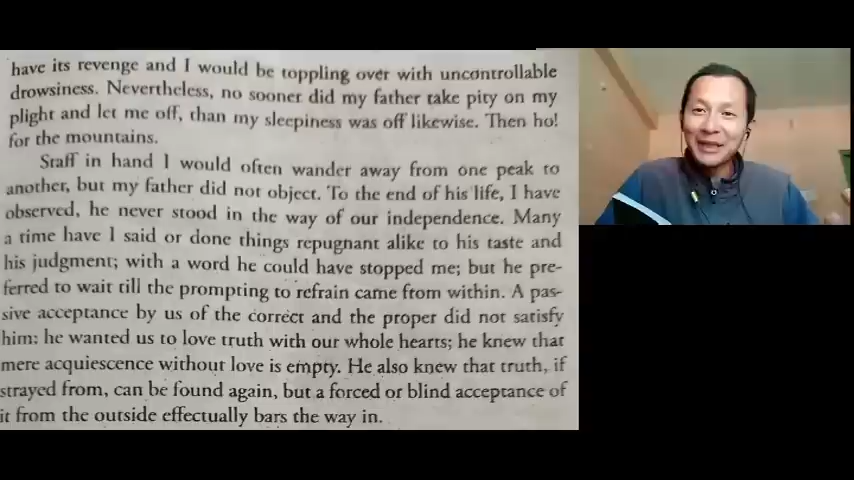 have its revenge and I would be toppling over with uncontrollable
drowsiness. Nevertheless, no sooner did my father take pity on my
plight and let me off, than my sleepiness was off likewise. Then ho!
for the mountains.
Staff in hand I would often wander away from one peak to
another, but my father did not object. To the end of his life, I have
observed, he never stood in the way of our independence. Many
a time have I said or done things repugnant alike to his taste and
his judgment; with a word he could have stopped me; but he pre-
ferred to wait till the prompting to refrain came from within. A pas-
sive acceptance by us of the correct and the proper did not satisfy
him; he wanted us to love truth with our whole hearts; he knew that
mere acquiescence without love is empty. He also knew that truth, if
strayed from, can be found again, but a forced or blind acceptance of
it from the outside effectually bars the way in.